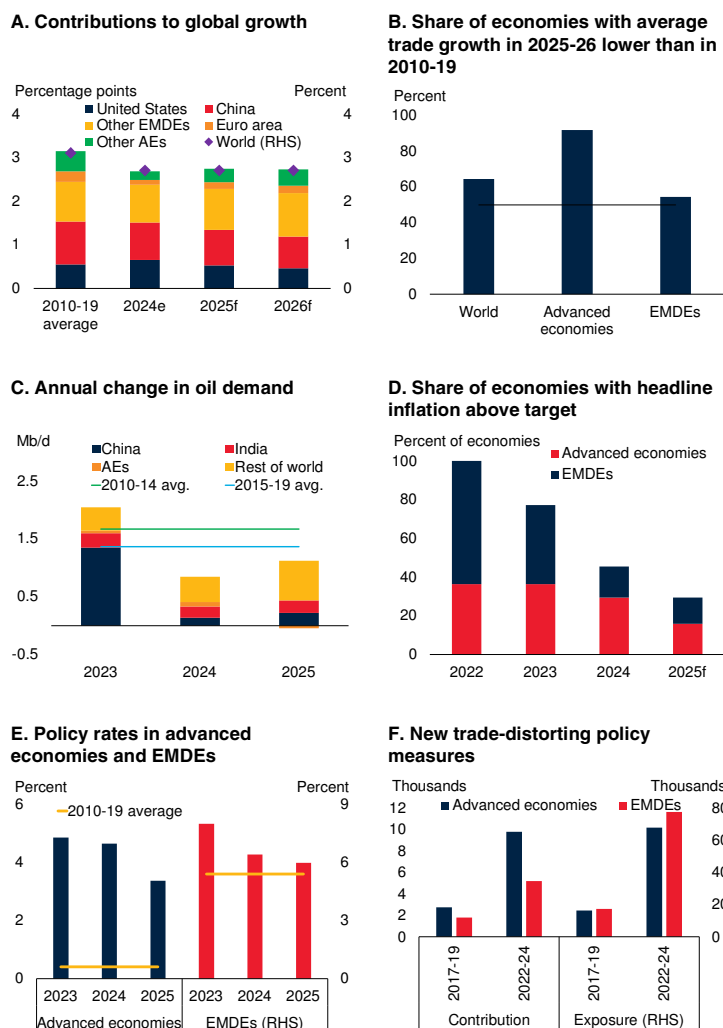 A. Contributions to global growth
Percentage points Percent
United States China
Other EMDEs Euro area
Other AEs World (RHS)
4 4
3 3
2 2
1 1
0 0
2010-19 average 2024e 2025f 2026f
B. Share of economies with average
trade growth in 2025-26 lower than in
2010-19
Percent
100
80
60
40
20
0
World Advanced economies EMDEs
C. Annual change in oil demand
Mb/d
China India
AEs Rest of world
2010-14 avg. 2015-19 avg.
2.5
1.5
0.5
-0.5
2023 2024 2025
D. Share of economies with headline
inflation above target
Percent of economies
Advanced economies
EMDEs
100
80
60
40
20
0
2022 2023 2024 2025f
E. Policy rates in advanced
economies and EMDEs
Percent Percent
2010-19 average
6 9
4 6
2 3
0 0
2023 2024 2025 2023 2024 2025
Advanced economies EMDEs (RHS)
F. New trade-distorting policy
measures
Thousands Thousands
Advanced economies EMDEs
12 80
10 60
8
6 40
4
2 20
0 0
2017-19 2022-24 2017-19 2022-24
Contribution Exposure (RHS)